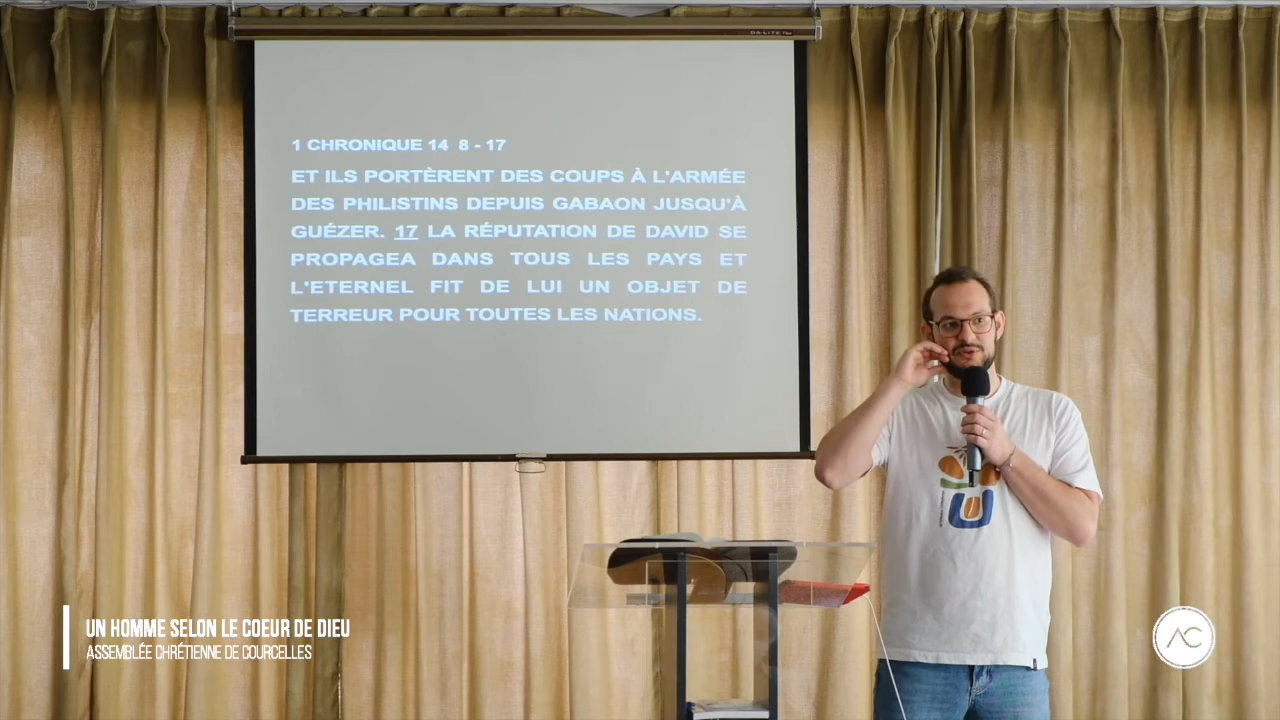 DA-LITE
1 CHRONIQUE 14 8 - 17
ET ILS PORTÈRENT DES COUPS À L'ARMÉE
DES PHILISTINS DEPUIS GABAON JUSQU'À
GUÉZER. 17 LA RÉPUTATION DE DAVID SE
PROPAGEA DANS TOUS LES PAYS ET
L'ETERNEL FIT DE LUI UN OBJET DE
TERREUR POUR TOUTES LES NATIONS.
UN HOMME SELON LE COEUR DE DIEU
ASSEMBLÉE CHRÉTIENNE DE COURCELLES
AC